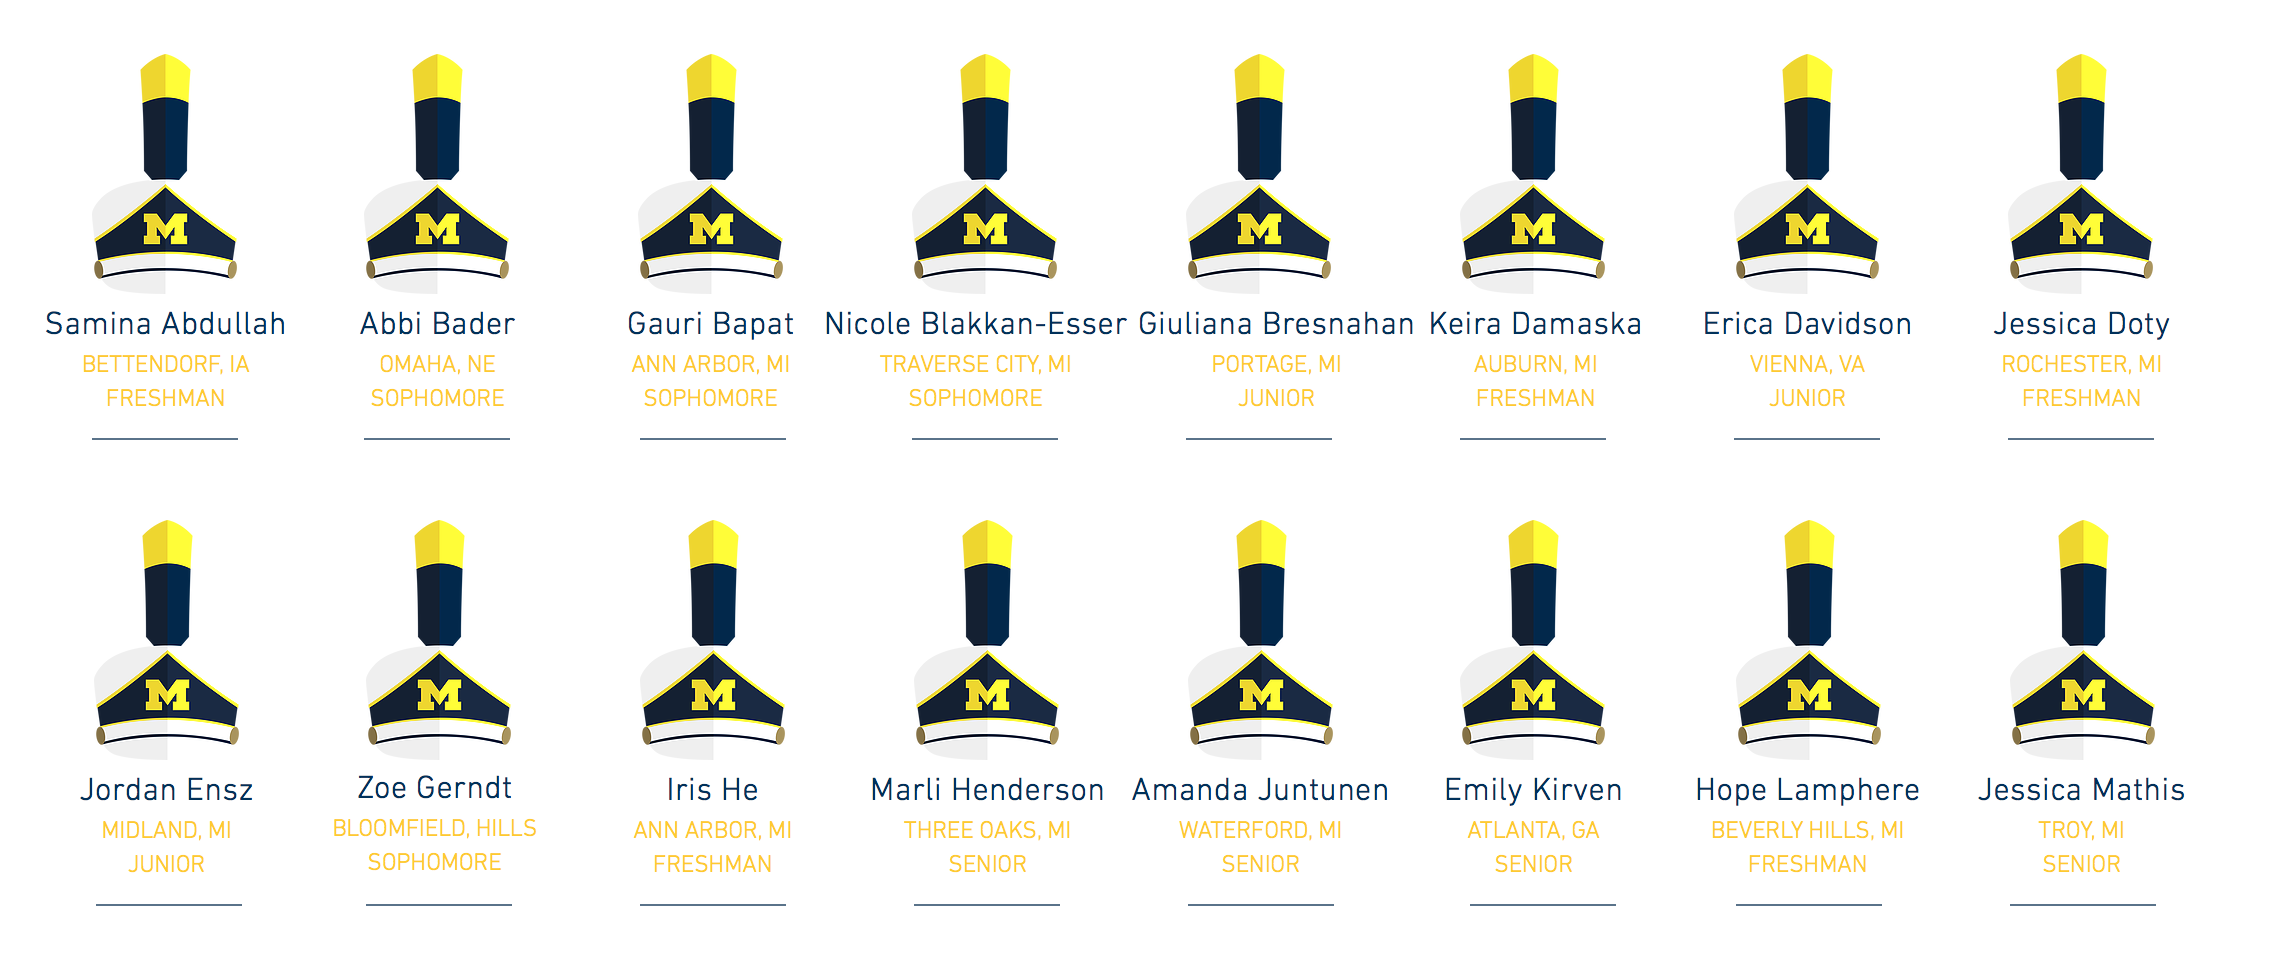 M M M M M M M M
Samina Abdullah Abbi Bader Gauri Bapat Nicole Blakkan-Esser Giuliana Bresnahan Keira Damaska Erica Davidson Jessica Doty
BETTENDORF, IA OMAHA, NE ANN ARBOR, MI TRAVERSE CITY, MI PORTAGE, MI AUBURN, MI VIENNA, VA ROCHESTER, MI
FRESHMAN SOPHOMORE SOPHOMORE SOPHOMORE JUNIOR FRESHMAN JUNIOR FRESHMAN
M M M M M M M M
Jordan Ensz Zoe Gerndt Iris He Marli Henderson Amanda Juntunen Emily Kirven Hope Lamphere Jessica Mathis
MIDLAND, MI BLOOMFIELD, HILLS ANN ARBOR, MI THREE OAKS, MI WATERFORD, MI ATLANTA, GA BEVERLY HILLS, MI TROY, MI
JUNIOR SOPHOMORE FRESHMAN SENIOR SENIOR SENIOR FRESHMAN SENIOR